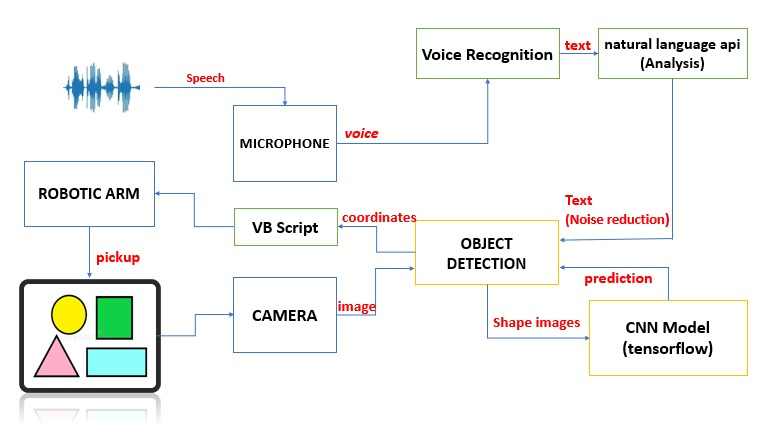 Speech
MICROPHONE
voice
Voice Recognition
text
natural language api
(Analysis)
Text
(Noise reduction)
OBJECT
DETECTION
coordinates
VB Script
ROBOTIC ARM
pickup
CAMERA
image
Shape images
CNN Model
(tensorflow)
prediction